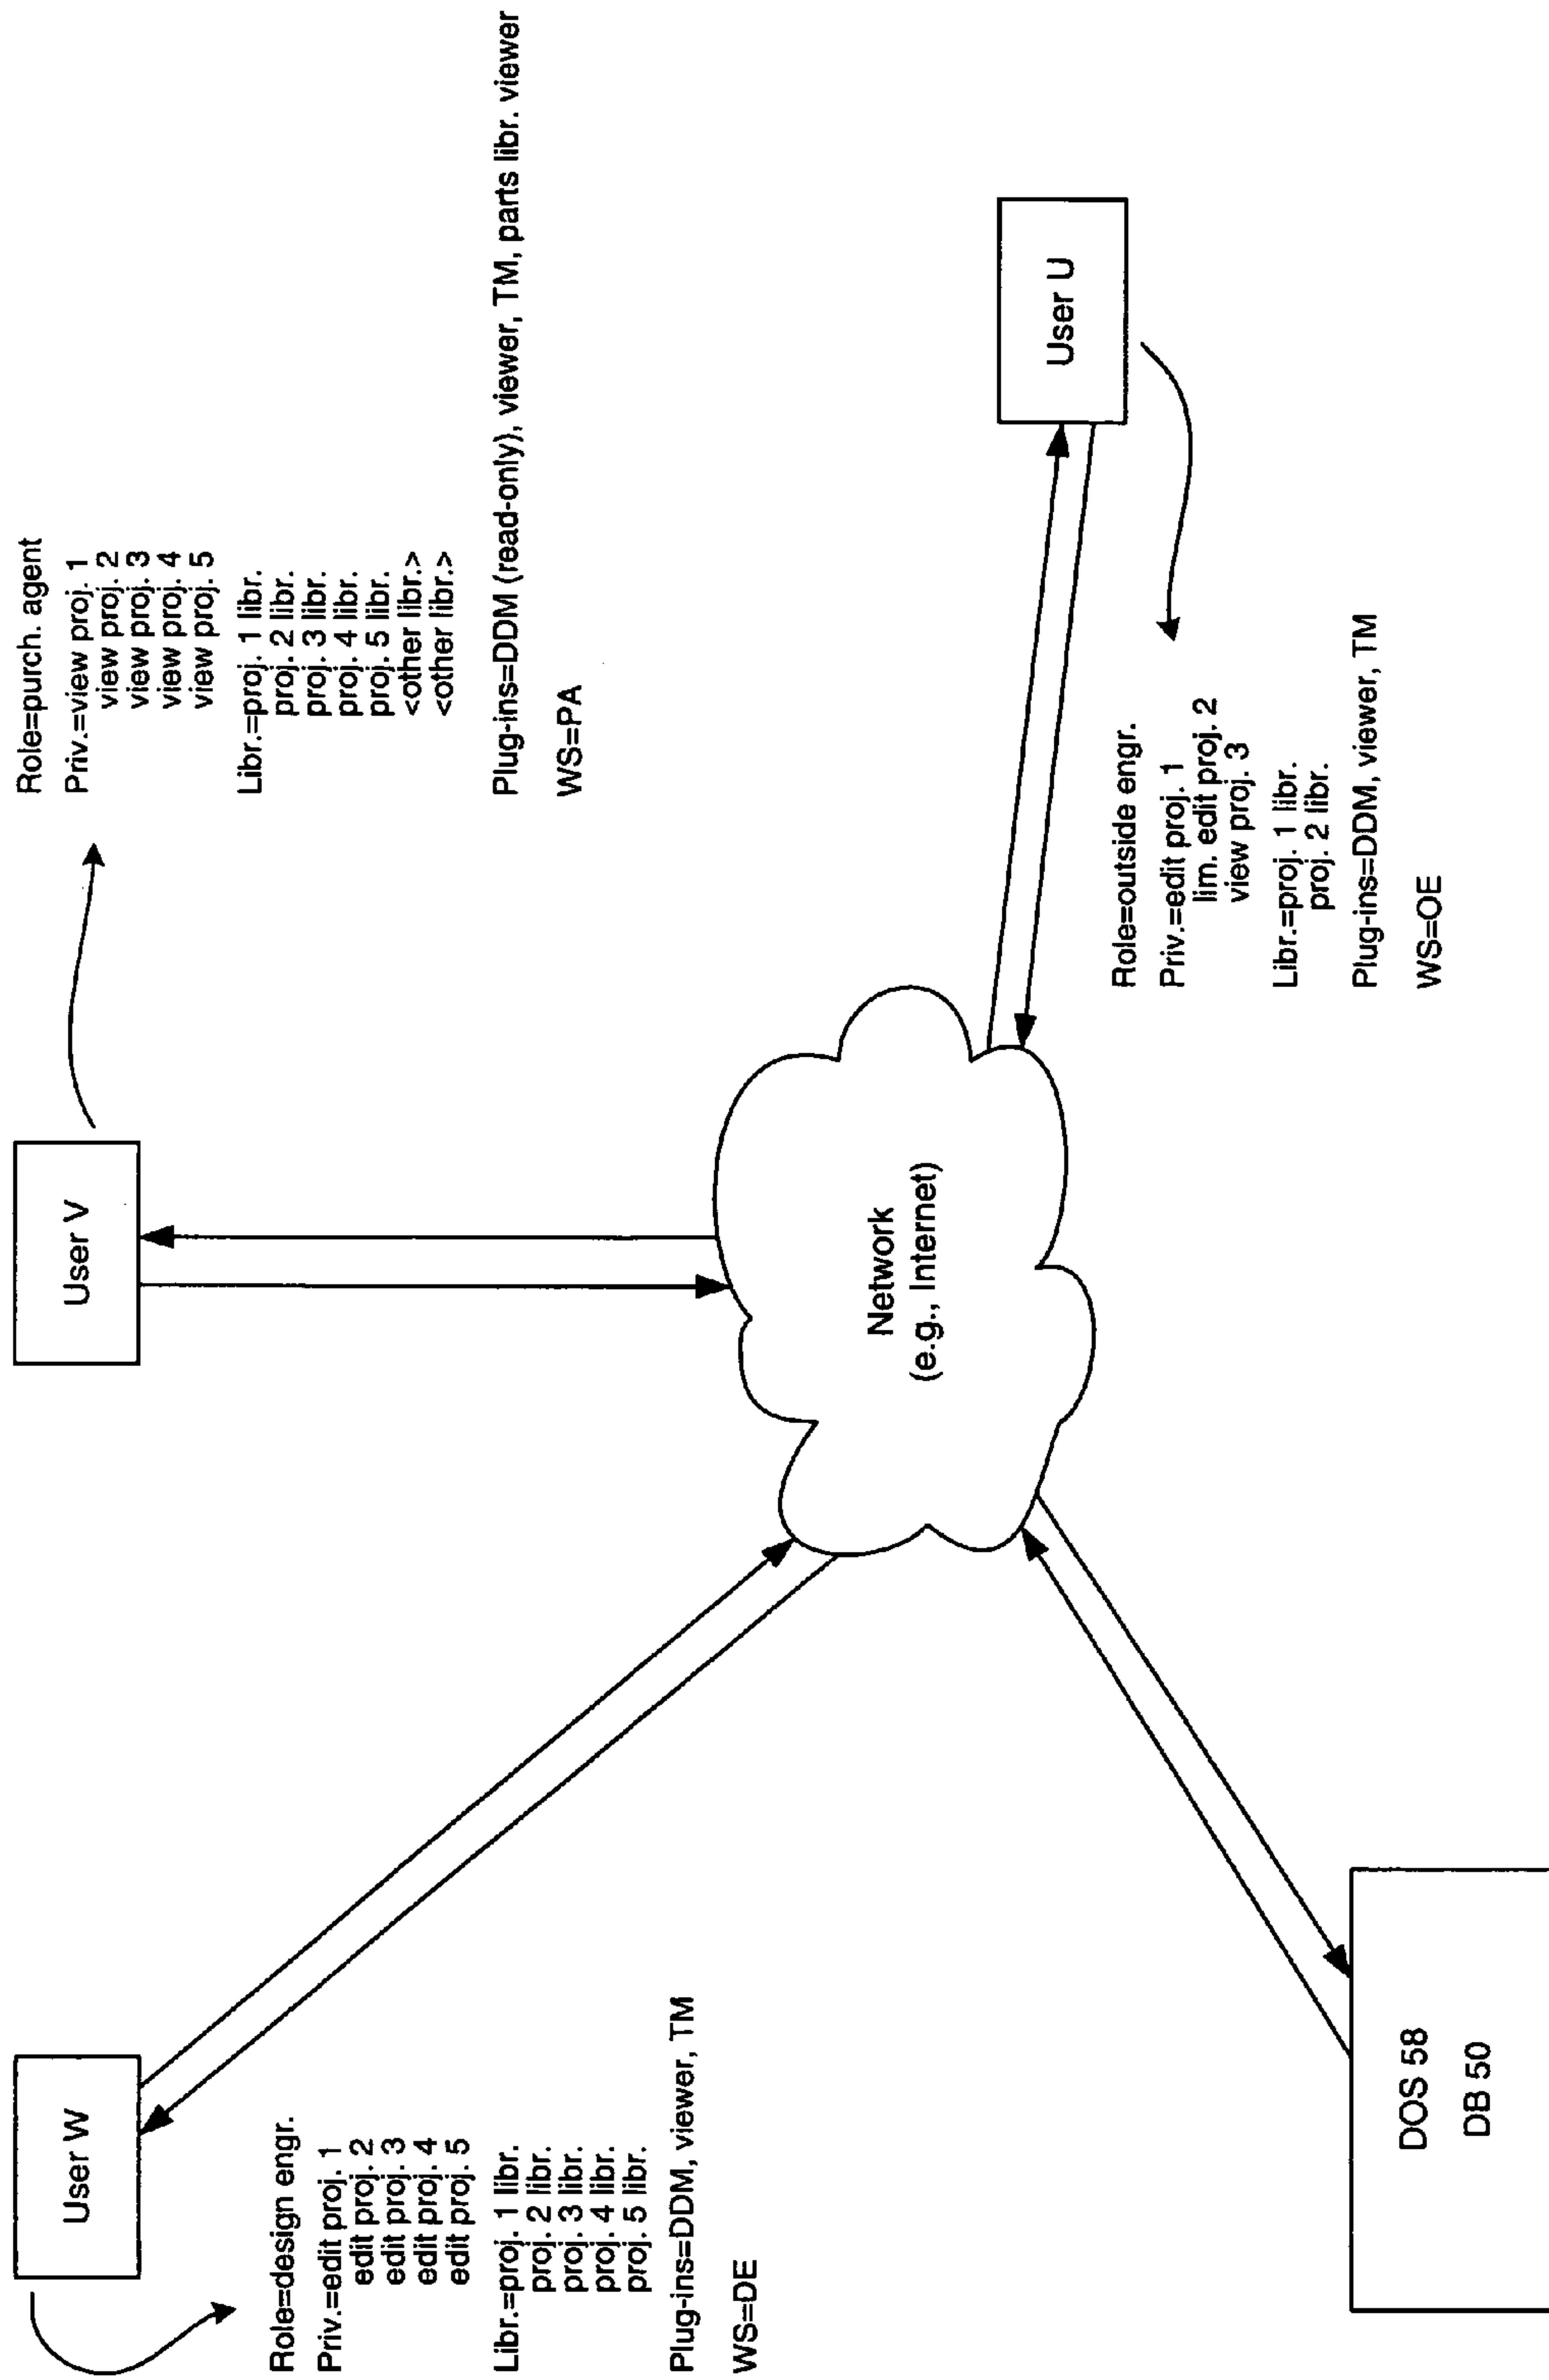 User W
Role=design engr.
Priv.=edit proj. 1
edit proj. 2
edit proj. 3
edit proj. 4
edit proj. 5
Libr.=proj. 1 libr.
proj. 2 libr.
proj. 3 libr.
proj. 4 libr.
proj. 5 libr.
Plug-ins=DDM, viewer, TM
WS=DE
User V
Role=purch. agent
Priv.=view proj. 1
view proj. 2
view proj. 3
view proj. 4
view proj. 5
Libr.=proj. 1 libr.
proj. 2 libr.
proj. 3 libr.
proj. 4 libr.
proj. 5 libr.
<other libr.>
<other libr.>
Plug-ins=DDM (read-only), viewer, TM, parts libr. viewer
WS=PA
Network
(e.g., Internet)
User U
Role=outside engr.
Priv.=edit proj. 1
lim. edit proj. 2
view proj. 3
Libr.=proj. 1 libr.
proj. 2 libr.
Plug-ins=DDM, viewer, TM
WS=OE
DOS 58
DB 50